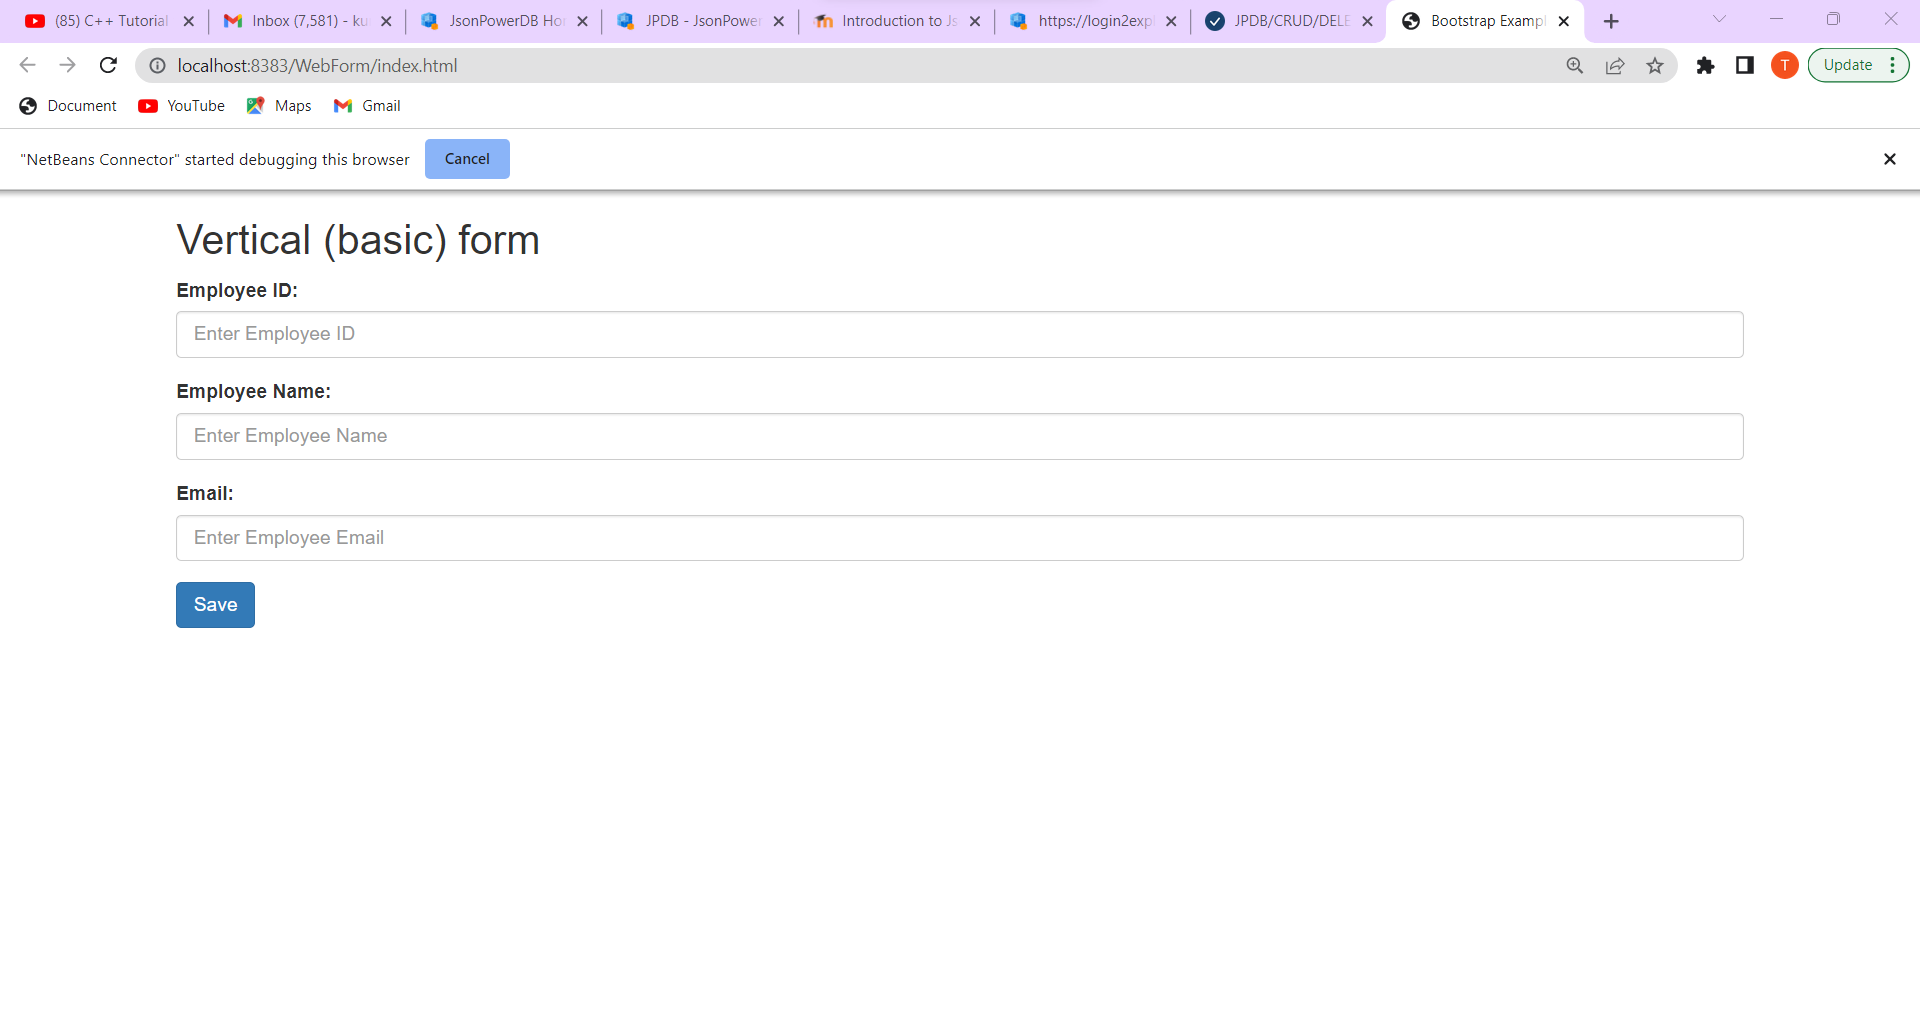 (85) C++ Tutorial
Inbox (7,581) - ku
JsonPowerDB Ho
JPDB - JsonPower
Introduction to Js
https://login2exp
JPDB/CRUD/DELE
Bootstrap Exampl
localhost:8383/WebForm/index.html
T
Update
Document
YouTube
Maps
Gmail
"NetBeans Connector" started debugging this browser
Cancel
Vertical (basic) form
Employee ID:
Enter Employee ID
Employee Name:
Enter Employee Name
Email:
Enter Employee Email
Save